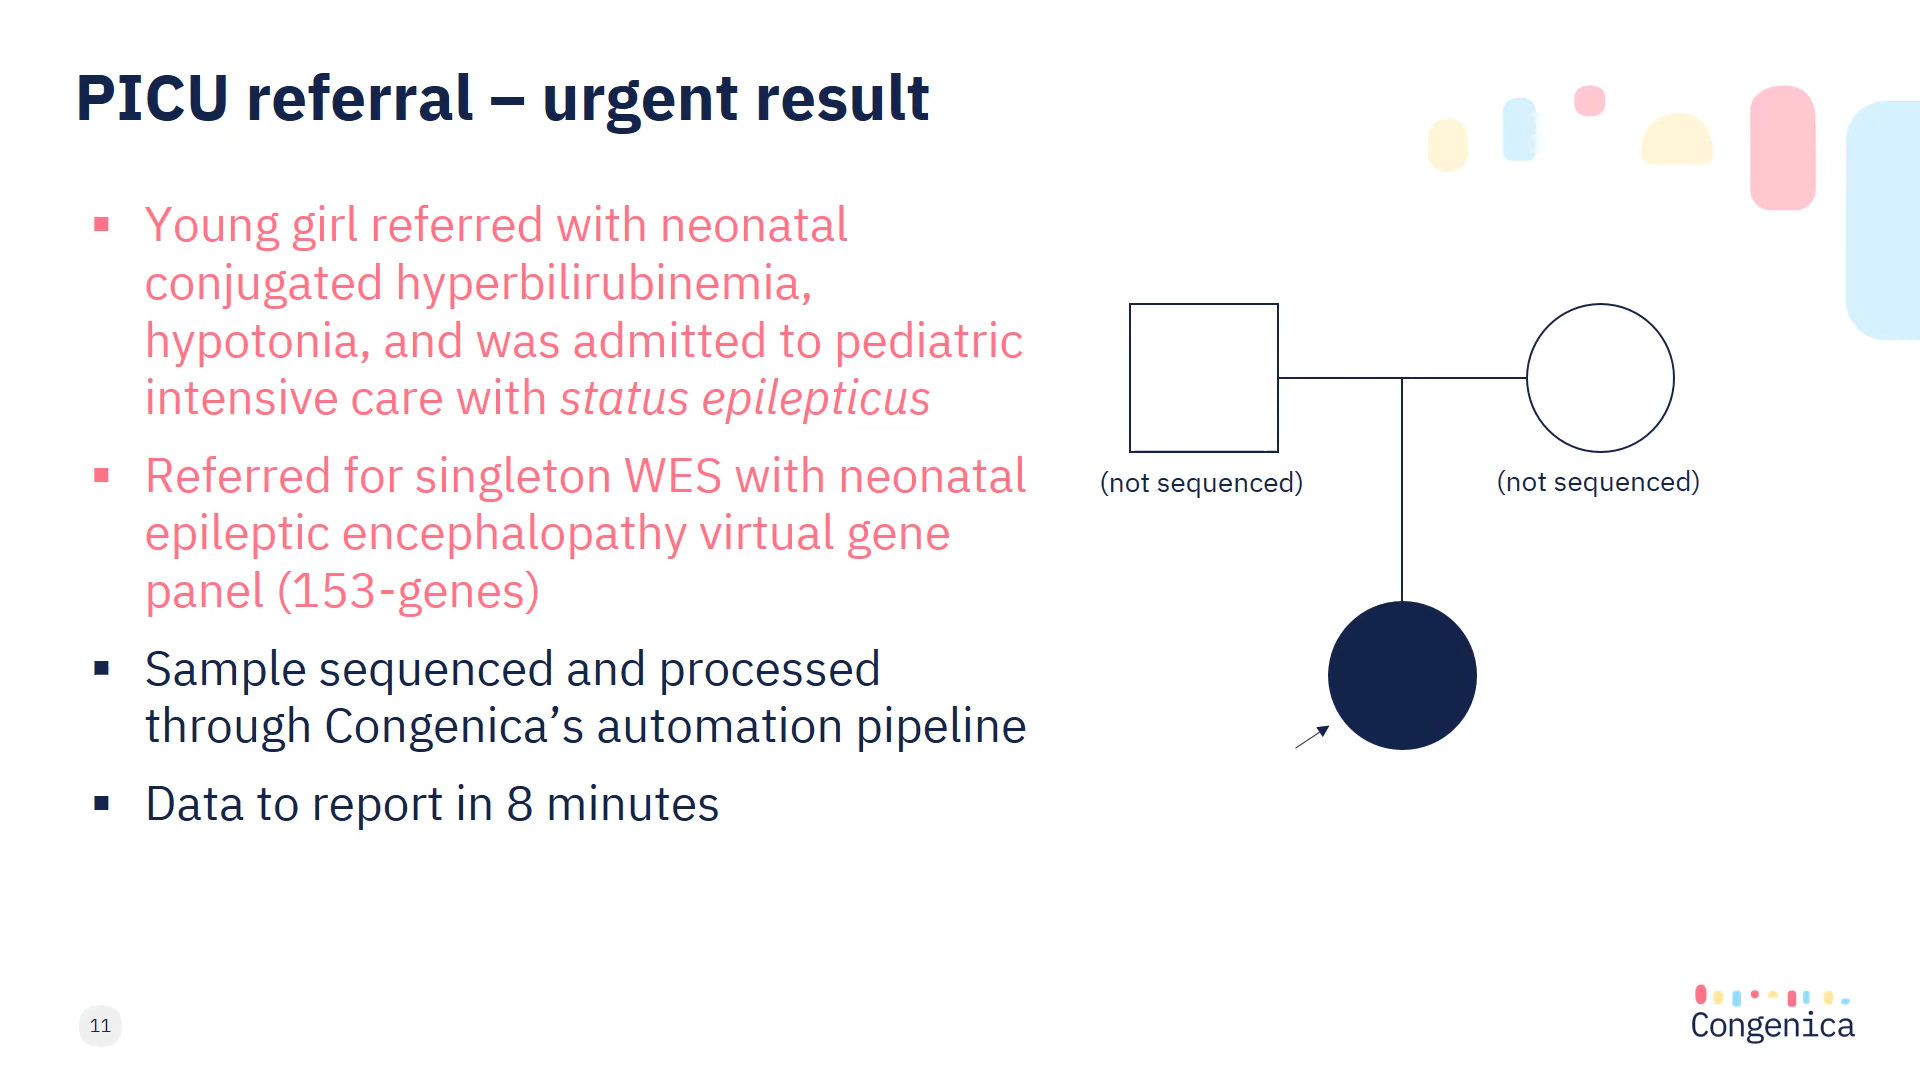 PICU referral – urgent result
▪ Young girl referred with neonatal
conjugated hyperbilirubinemia,
hypotonia, and was admitted to pediatric
intensive care with status epilepticus
▪ Referred for singleton WES with neonatal
epileptic encephalopathy virtual gene
panel (153-genes)
▪ Sample sequenced and processed
through Congenica’s automation pipeline
▪ Data to report in 8 minutes
(not sequenced)
(not sequenced)
11
Congenica